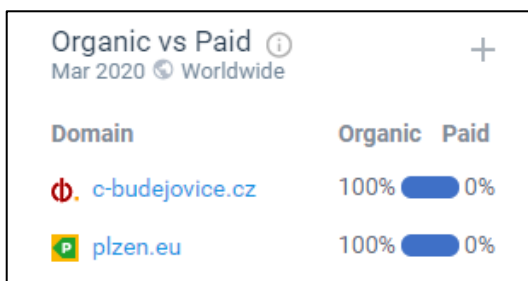 Organic vs Paid
Mar 2020 Worldwide
Domain Organic Paid
c-budejovice.cz 100% 0%
P plzen.eu 100% 0%